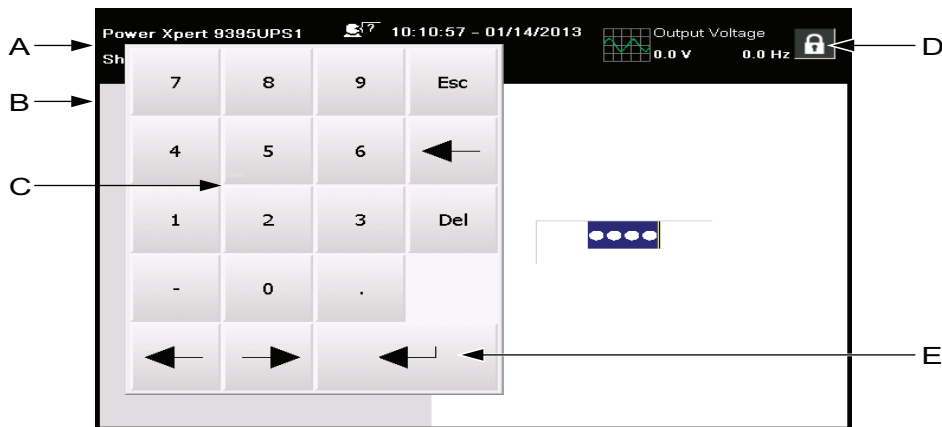 Power Xpert 9395UPS1 10:10:57 - 01/14/2013 Output Voltage
Sh 0.0 V 0.0 Hz
A
B
C
D
E
7 8 9 Esc
4 5 6
1 2 3 Del
- 0 .